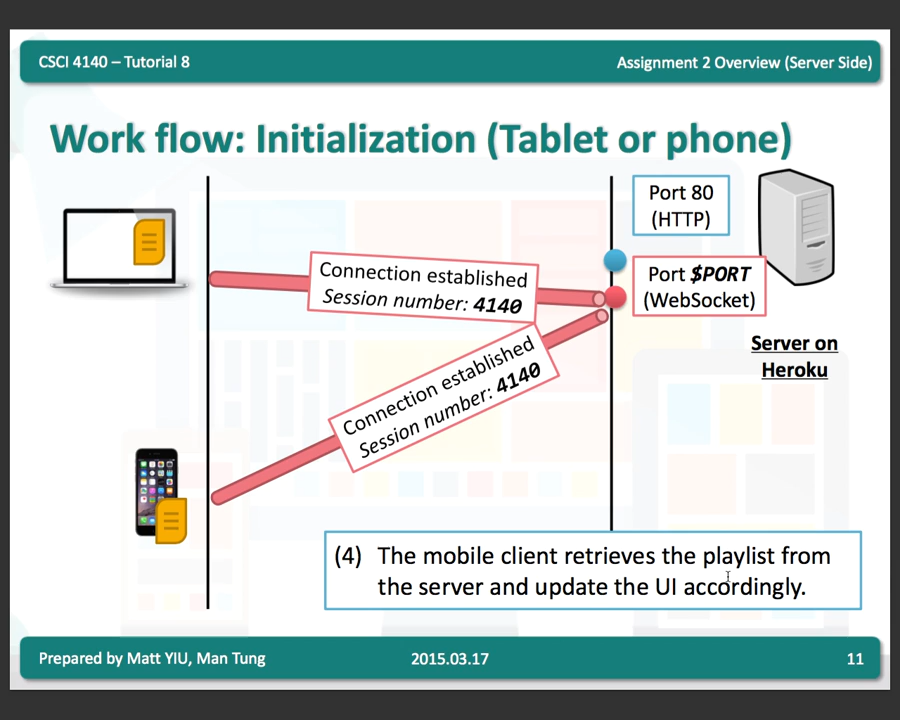 CSCI 4140 – Tutorial 8
Assignment 2 Overview (Server Side)
Work flow: Initialization (Tablet or phone)
Port 80
(HTTP)
Connection established
Session number: 4140
Port $PORT
(WebSocket)
Server on
Heroku
Connection established
Session number: 4140
(4) The mobile client retrieves the playlist from
the server and update the UI accordingly.
Prepared by Matt YIU, Man Tung
2015.03.17
11